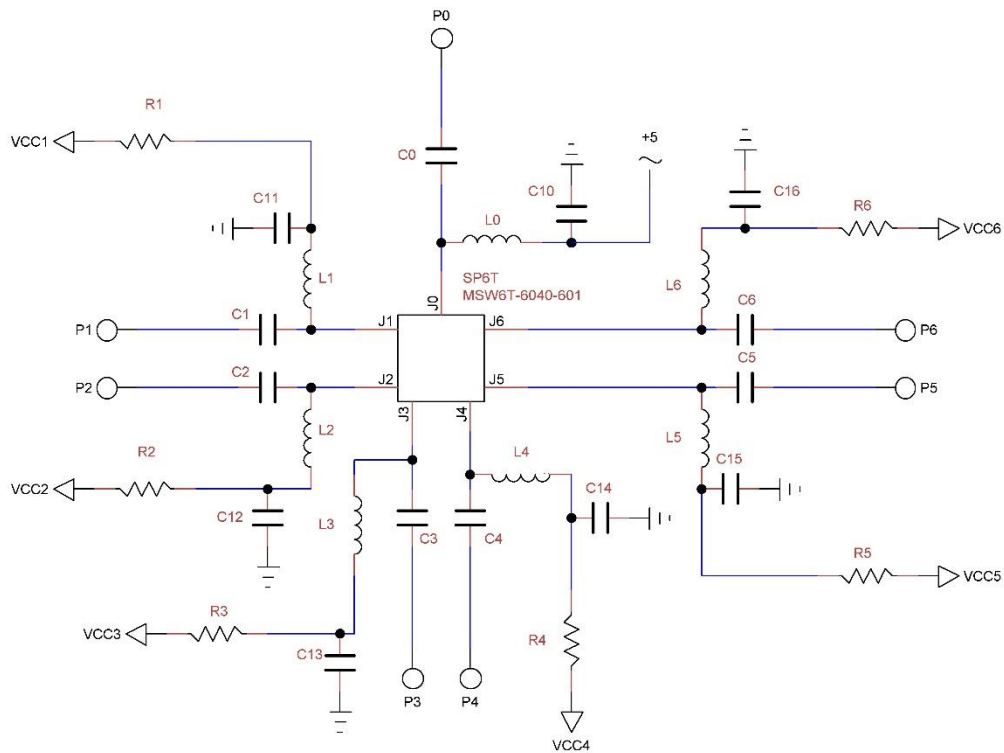 P0
R1
VCC1
C0
+5
C11
C10
C16
R6
L0
VCC6
L1
SP6T
MSW6T-6040-601
L6
J0
P1
C1
J1
J6
C6
P6
P2
C2
J2
J5
C5
P5
J3
J4
L2
L4
L5
R2
C15
VCC2
C12
L3
C3
C4
C14
R5
VCC5
R3
VCC3
C13
R4
P3
P4
VCC4